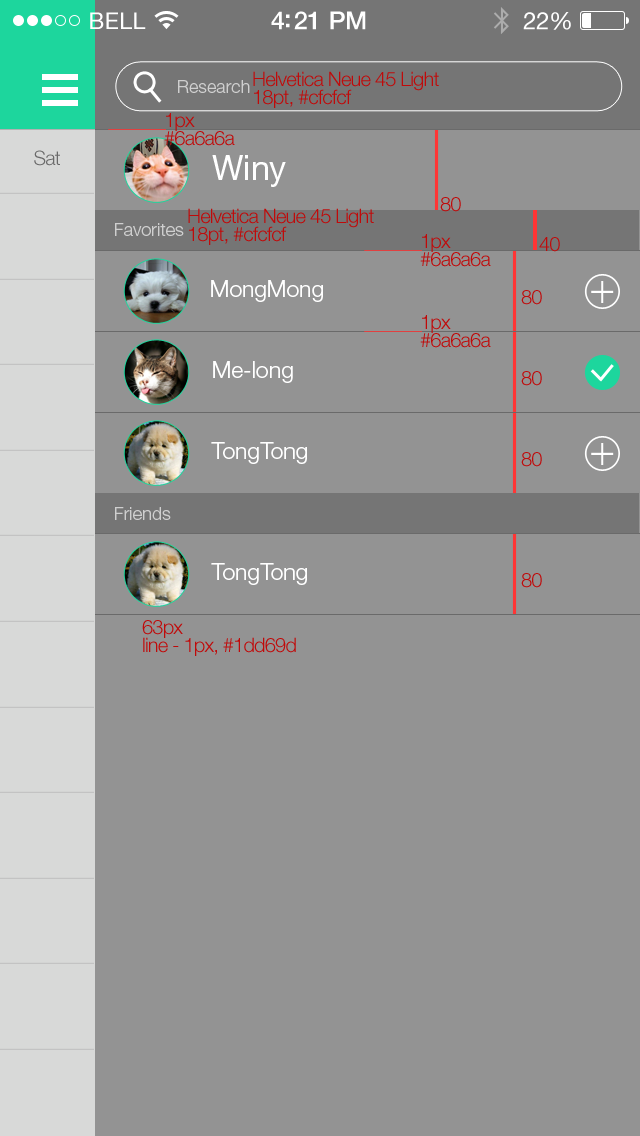 BELL 4:21 PM 22%
Research Helvetica Neue 45 Light
18pt, #cfcfcf
1px
#6a6a6a
Sat
Winy
80
Favorites Helvetica Neue 45 Light
18pt, #cfcfcf
1px
#6a6a6a
40
MongMong
80
1px
#6a6a6a
Me-long
80
TongTong
80
Friends
TongTong
80
63px
line - 1px, #1dd69d